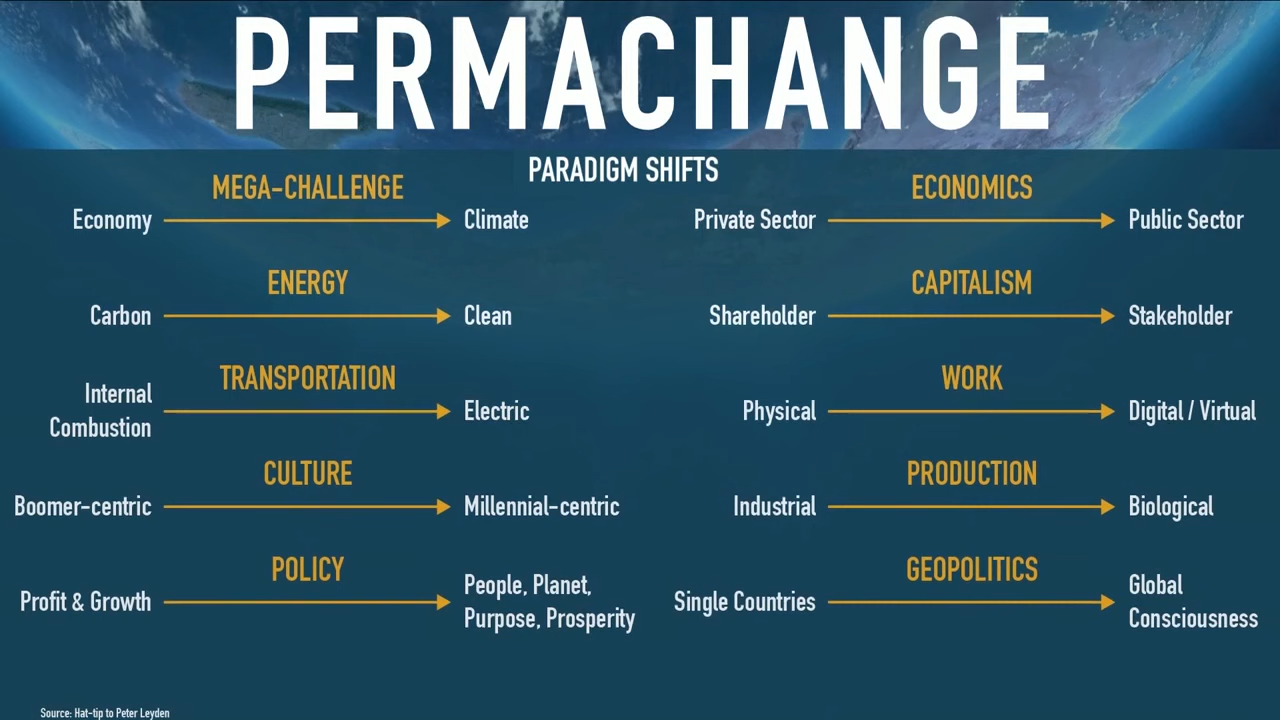 PERMACHANGE
PARADIGM SHIFTS
MEGA-CHALLENGE
Economy
Climate
ENERGY
Carbon
Clean
TRANSPORTATION
Internal
Combustion
Electric
CULTURE
Boomer-centric
Millennial-centric
POLICY
Profit & Growth
People, Planet,
Purpose, Prosperity
ECONOMICS
Private Sector
Public Sector
CAPITALISM
Shareholder
Stakeholder
WORK
Physical
Digital / Virtual
PRODUCTION
Industrial
Biological
GEOPOLITICS
Single Countries
Global
Consciousness
Source: Hat-tip to Peter Leyden